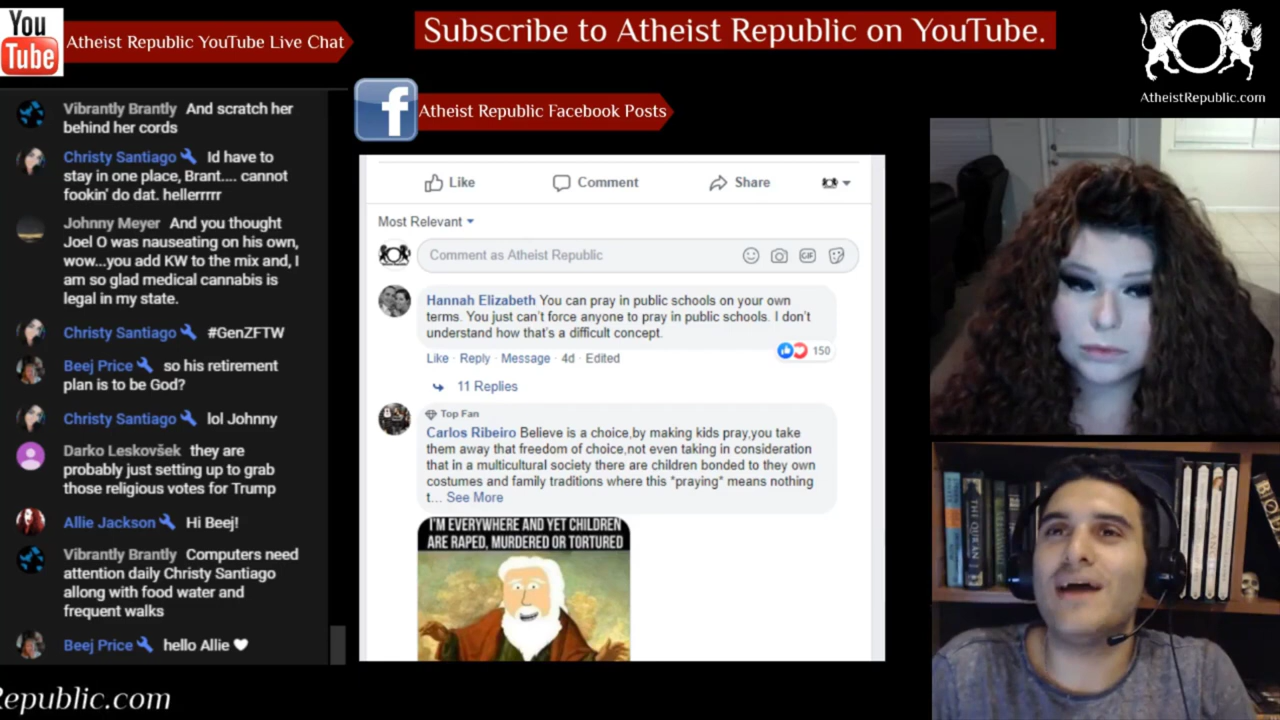 You
Tube
Atheist Republic YouTube Live Chat
Subscribe to Atheist Republic on YouTube.
AtheistRepublic.com
f
Atheist Republic Facebook Posts
Vibrantly Brantly And scratch her
behind her cords
Christy Santiago Id have to
stay in one place, Brant.... cannot
fookin' do dat. hellerrrrr
Johnny Meyer And you thought
Joel O was nauseating on his own,
wow...you add KW to the mix and, I
am so glad medical cannabis is
legal in my state.
Christy Santiago #GenZFTW
Beej Price so his retirement
plan is to be God?
Christy Santiago lol Johnny
Darko Leskovšek they are
probably just setting up to grab
those religious votes for Trump
Allie Jackson Hi Beej!
Vibrantly Brantly Computers need
attention daily Christy Santiago
allong with food water and
frequent walks
Beej Price hello Allie
Like Comment Share
Most Relevant
Comment as Atheist Republic
GIF
Hannah Elizabeth You can pray in public schools on your own
terms. You just can't force anyone to pray in public schools. I don't
understand how that's a difficult concept.
150
Like · Reply · Message · 4d · Edited
11 Replies
Top Fan
Carlos Ribeiro Believe is a choice,by making kids pray,you take
them away that freedom of choice,not even taking in consideration
that in a multicultural society there are children bonded to they own
costumes and family traditions where this *praying* means nothing
t... See More
I'M EVERYWHERE AND YET CHILDREN
ARE RAPED, MURDERED OR TORTURED
THE QUR'AN
epublic.com